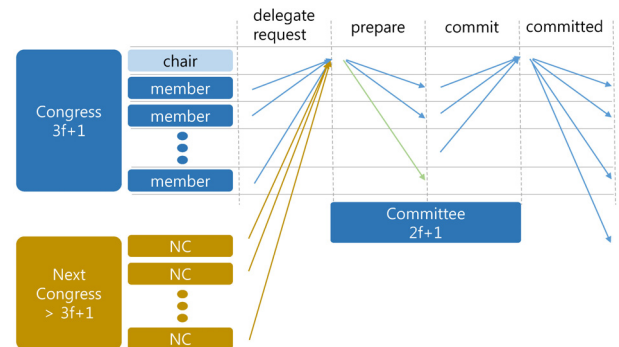 delegate
request
prepare
commit
committed
chair
member
member
member
Congress
3f+1
Committee
2f+1
NC
NC
NC
Next
Congress
> 3f+1